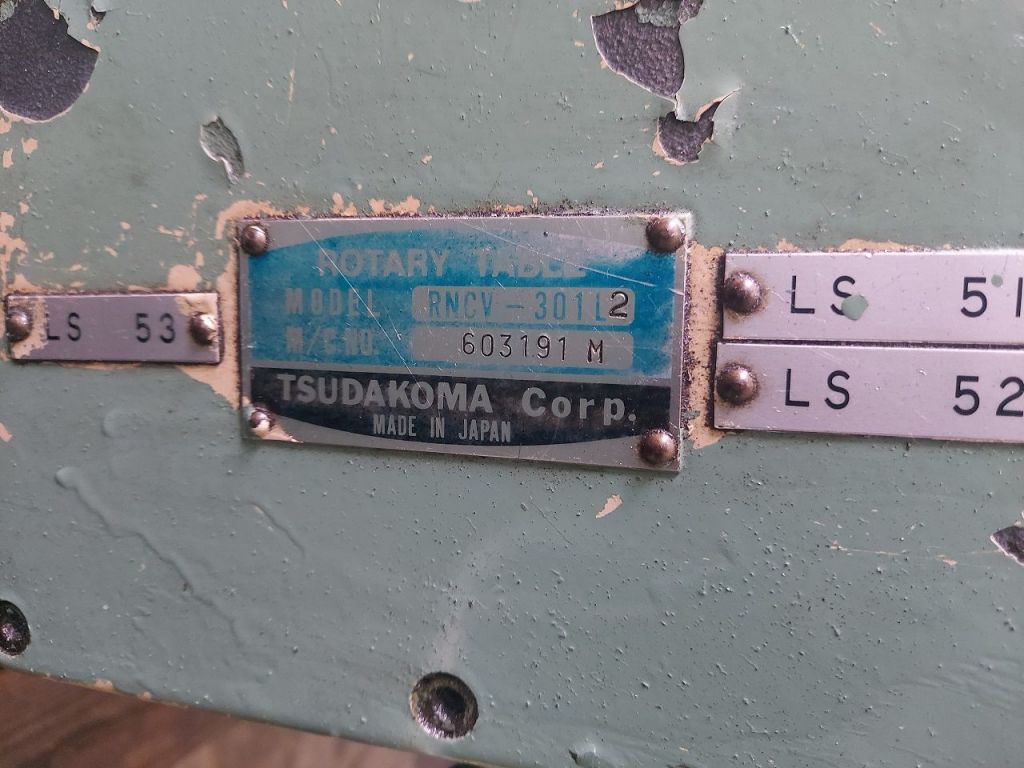 ROTARY TABLE
MODEL RNCV-301L2
M/C NO. 603191 M
TSUDAKOMA Corp.
MADE IN JAPAN
LS 53
LS 51
LS 52